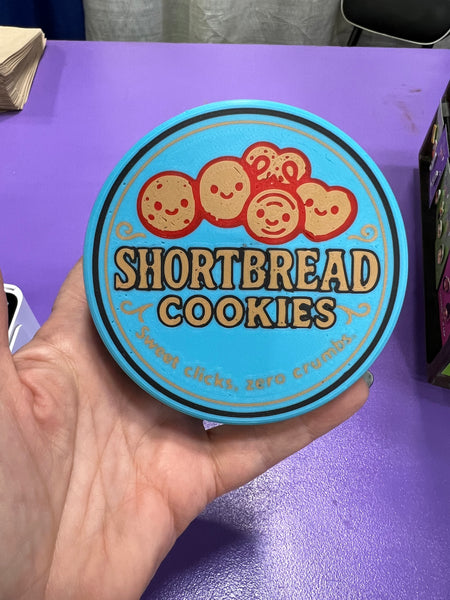 SHORTBREAD
COOKIES
Sweet clicks, zero crumbs.